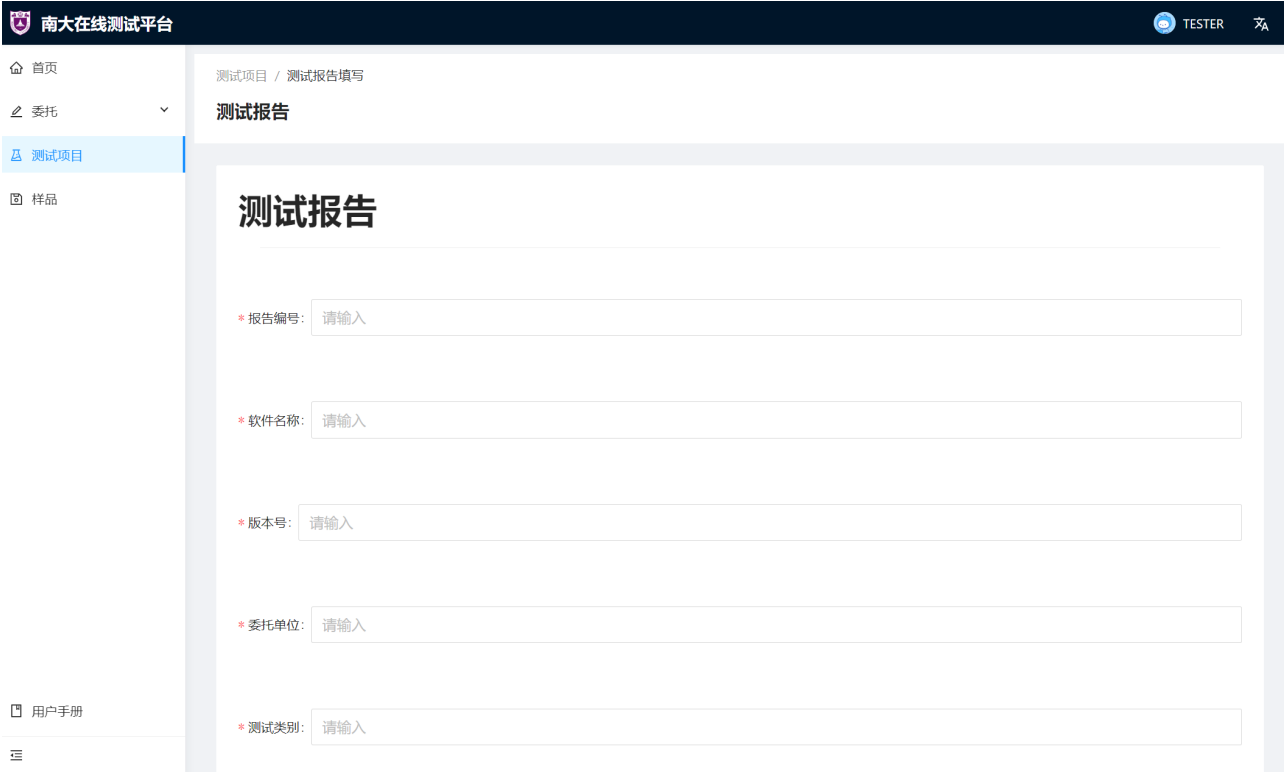 南大在线测试平台
TESTER
首页
委托
测试项目
样品
用户手册
测试项目 / 测试报告填写
测试报告
测试报告
* 报告编号: 请输入
* 软件名称: 请输入
* 版本号: 请输入
* 委托单位: 请输入
* 测试类别: 请输入